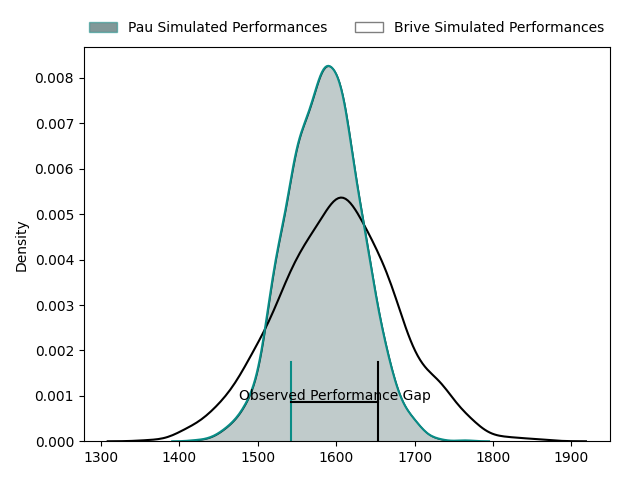 Pau Simulated Performances Brive Simulated Performances
0.008
0.007
0.006
0.005
0.004
0.003
0.002
0.001
0.000
Density
Observed Performance Gap
1300 1400 1500 1600 1700 1800 1900